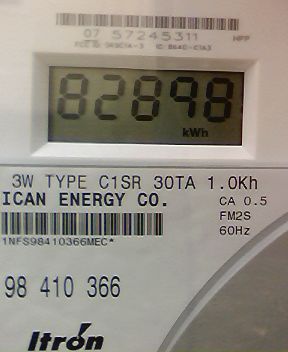 07 57245311
82898
kWh
3W TYPE C1SR 30TA 1.0Kh
ICAN ENERGY CO.
CA 0.5
FM2S
60Hz
1NFS98410366MEC*
98 410 366
Itrón